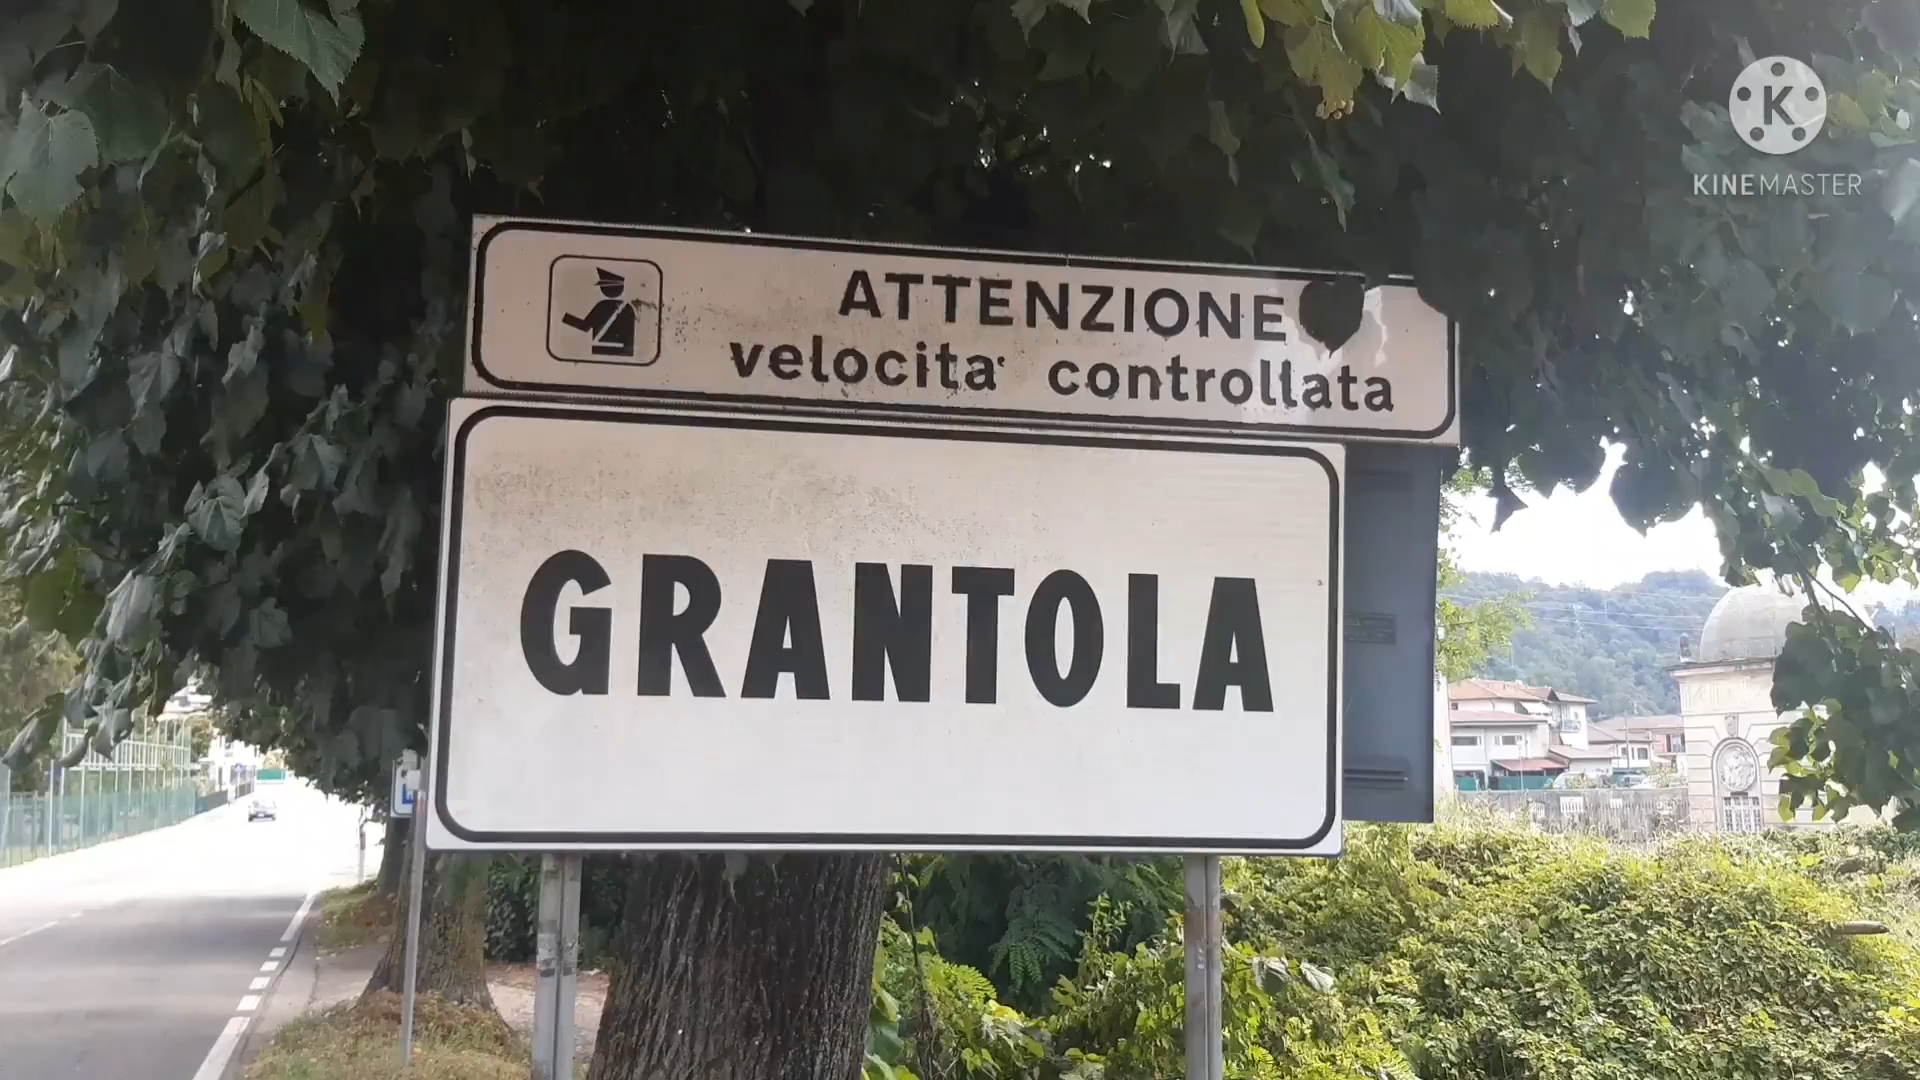 K
KINEMASTER
ATTENZIONE
velocita' controllata
GRANTOLA